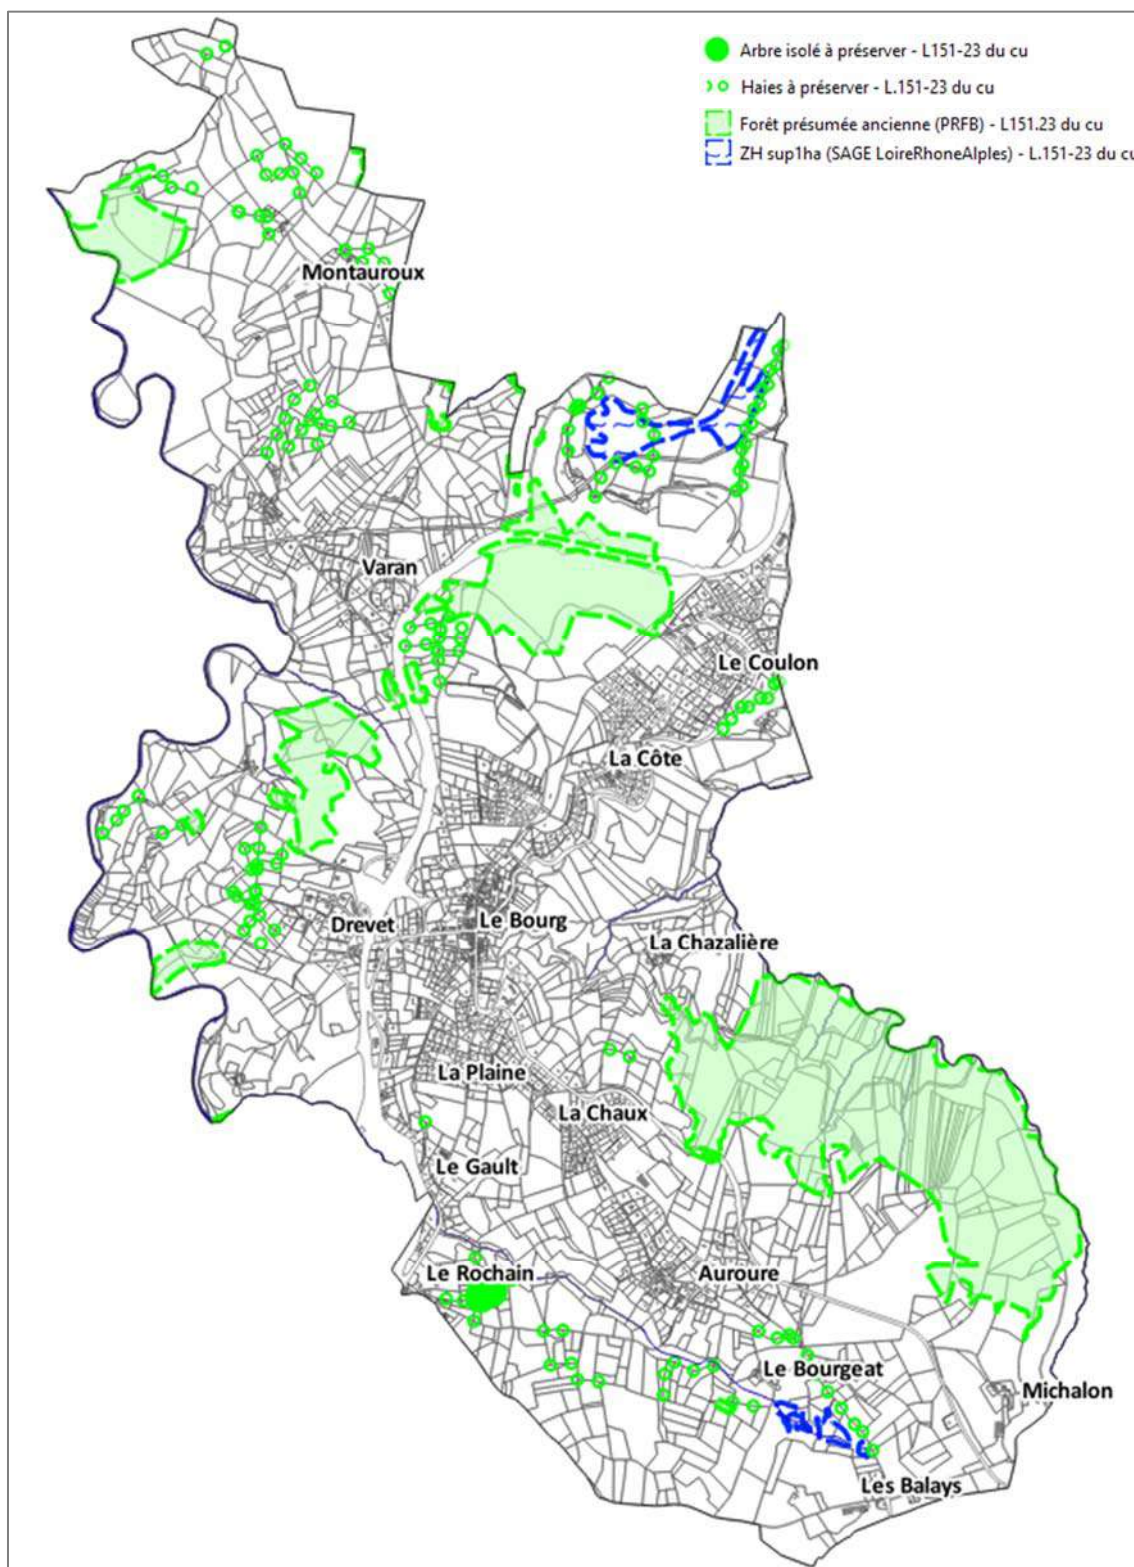 Arbre isolé à préserver - L151-23 du cu
Haies à préserver - L.151-23 du cu
Forêt présumée ancienne (PRFB) - L151.23 du cu
ZH sup1ha (SAGE LoireRhoneAlples) - L.151-23 du cu
Montauroux
Varan
Le Coulon
La Côte
Le Bourg
Drevet
La Chazalière
La Plaine
La Chaux
Le Gault
Le Rochain
Auroure
Le Bourgeat
Michalon
Les Balays